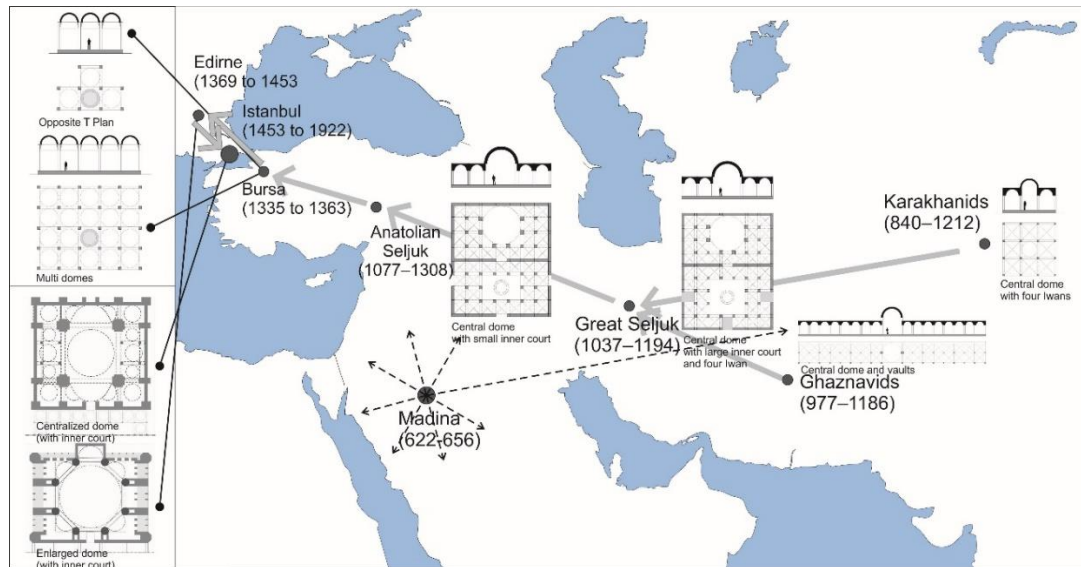 Opposite T Plan
Multi domes
Centralized dome
(with inner court)
Enlarged dome
(with inner court)
Edirne
(1369 to 1453
Istanbul
(1453 to 1922)
Bursa
(1335 to 1363)
Anatolian
Seljuk
(1077–1308)
Central dome
with small inner court
Madina
(622-656)
Great Seljuk
(1037–1194)
Central dome
with large inner court
and four Iwan
Karakhanids
(840–1212)
Central dome
with four Iwans
Central dome and vaults
Ghaznavids
(977–1186)